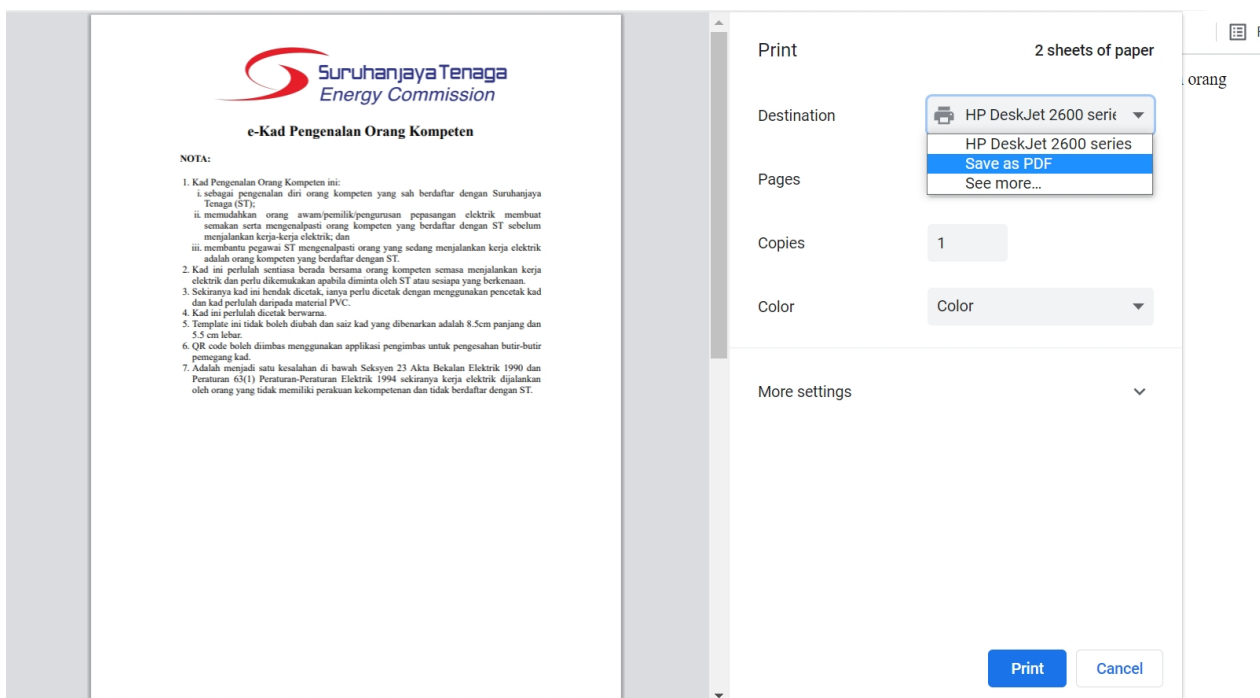 Suruhanjaya Tenaga
Energy Commission
e-Kad Pengenalan Orang Kompeten
NOTA:
1. Kad Pengenalan Orang Kompeten ini:
i. sebagai pengenalan diri orang kompeten yang sah berdaftar dengan Suruhanjaya
Tenaga (ST);
ii. memudahkan orang awam/pemilik/pengurusan pepasangan elektrik membuat
semakan serta mengenalpasti orang kompeten yang berdaftar dengan ST sebelum
menjalankan kerja-kerja elektrik; dan
iii. membantu pegawai ST mengenalpasti orang yang sedang menjalankan kerja elektrik
adalah orang kompeten yang berdaftar dengan ST.
2. Kad ini perlulah sentiasa berada bersama orang kompeten semasa menjalankan kerja
elektrik dan perlu dikemukakan apabila diminta oleh ST atau sesiapa yang berkenaan.
3. Sekiranya kad ini hendak dicetak, ianya perlu dicetak dengan menggunakan pencetak kad
dan kad perlulah daripada material PVC.
4. Kad ini perlulah dicetak berwarna.
5. Template ini tidak boleh diubah dan saiz kad yang dibenarkan adalah 8.5cm panjang dan
5.5 cm lebar.
6. QR code boleh diimbas menggunakan applikasi pengimbas untuk pengesahan butir-butir
pemegang kad.
7. Adalah menjadi satu kesalahan di bawah Seksyen 23 Akta Bekalan Elektrik 1990 dan
Peraturan 63(1) Peraturan-Peraturan Elektrik 1994 sekiranya kerja elektrik dijalankan
oleh orang yang tidak memiliki perakuan kekompetenan dan tidak berdaftar dengan ST.
Print 2 sheets of paper
Destination HP DeskJet 2600 serie
HP DeskJet 2600 series
Save as PDF
See more...
Pages
Copies 1
Color Color
More settings
Print Cancel
orang